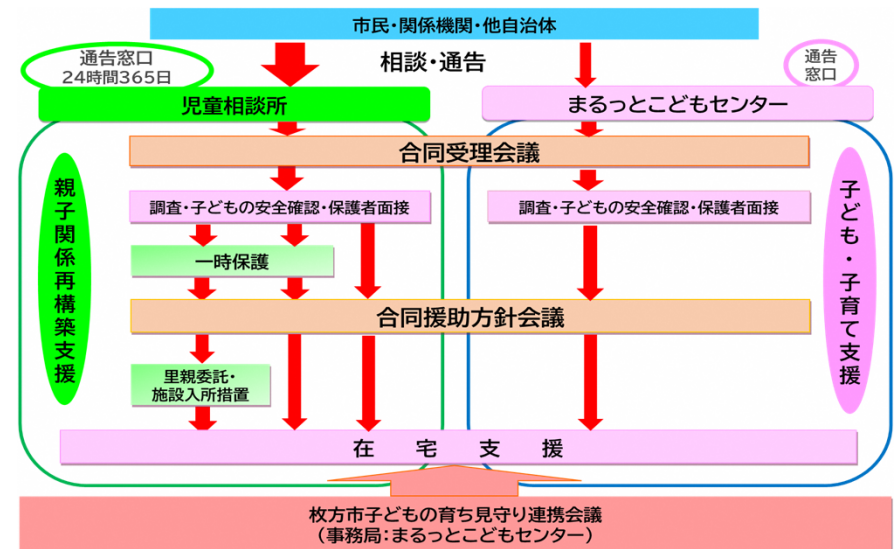 市民・関係機関・他自治体
通告窓口
24時間365日
相談・通告
通告
窓口
児童相談所
まるっとこどもセンター
合同受理会議
調査・子どもの安全確認・保護者面接
調査・子どもの安全確認・保護者面接
親子関係再構築支援
子ども・子育て支援
一時保護
合同援助方針会議
里親委託・
施設入所措置
在宅支援
枚方市子どもの育ち見守り連携会議
(事務局:まるっとこどもセンター)